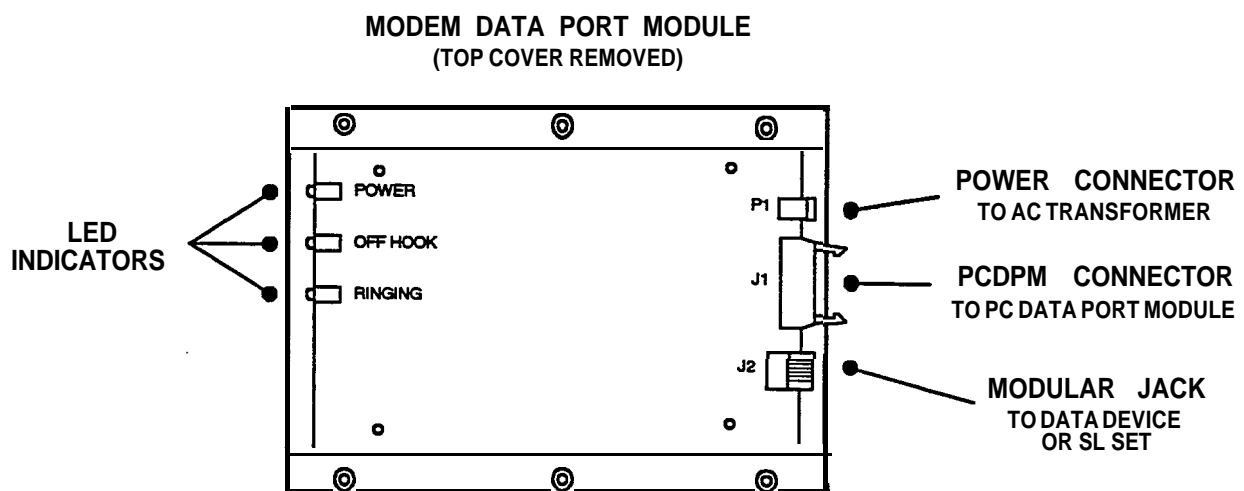 MODEM DATA PORT MODULE
(TOP COVER REMOVED)
LED
INDICATORS
POWER
OFF HOOK
RINGING
P1
J1
J2
POWER CONNECTOR
TO AC TRANSFORMER
PCDPM CONNECTOR
TO PC DATA PORT MODULE
MODULAR JACK
TO DATA DEVICE
OR SL SET